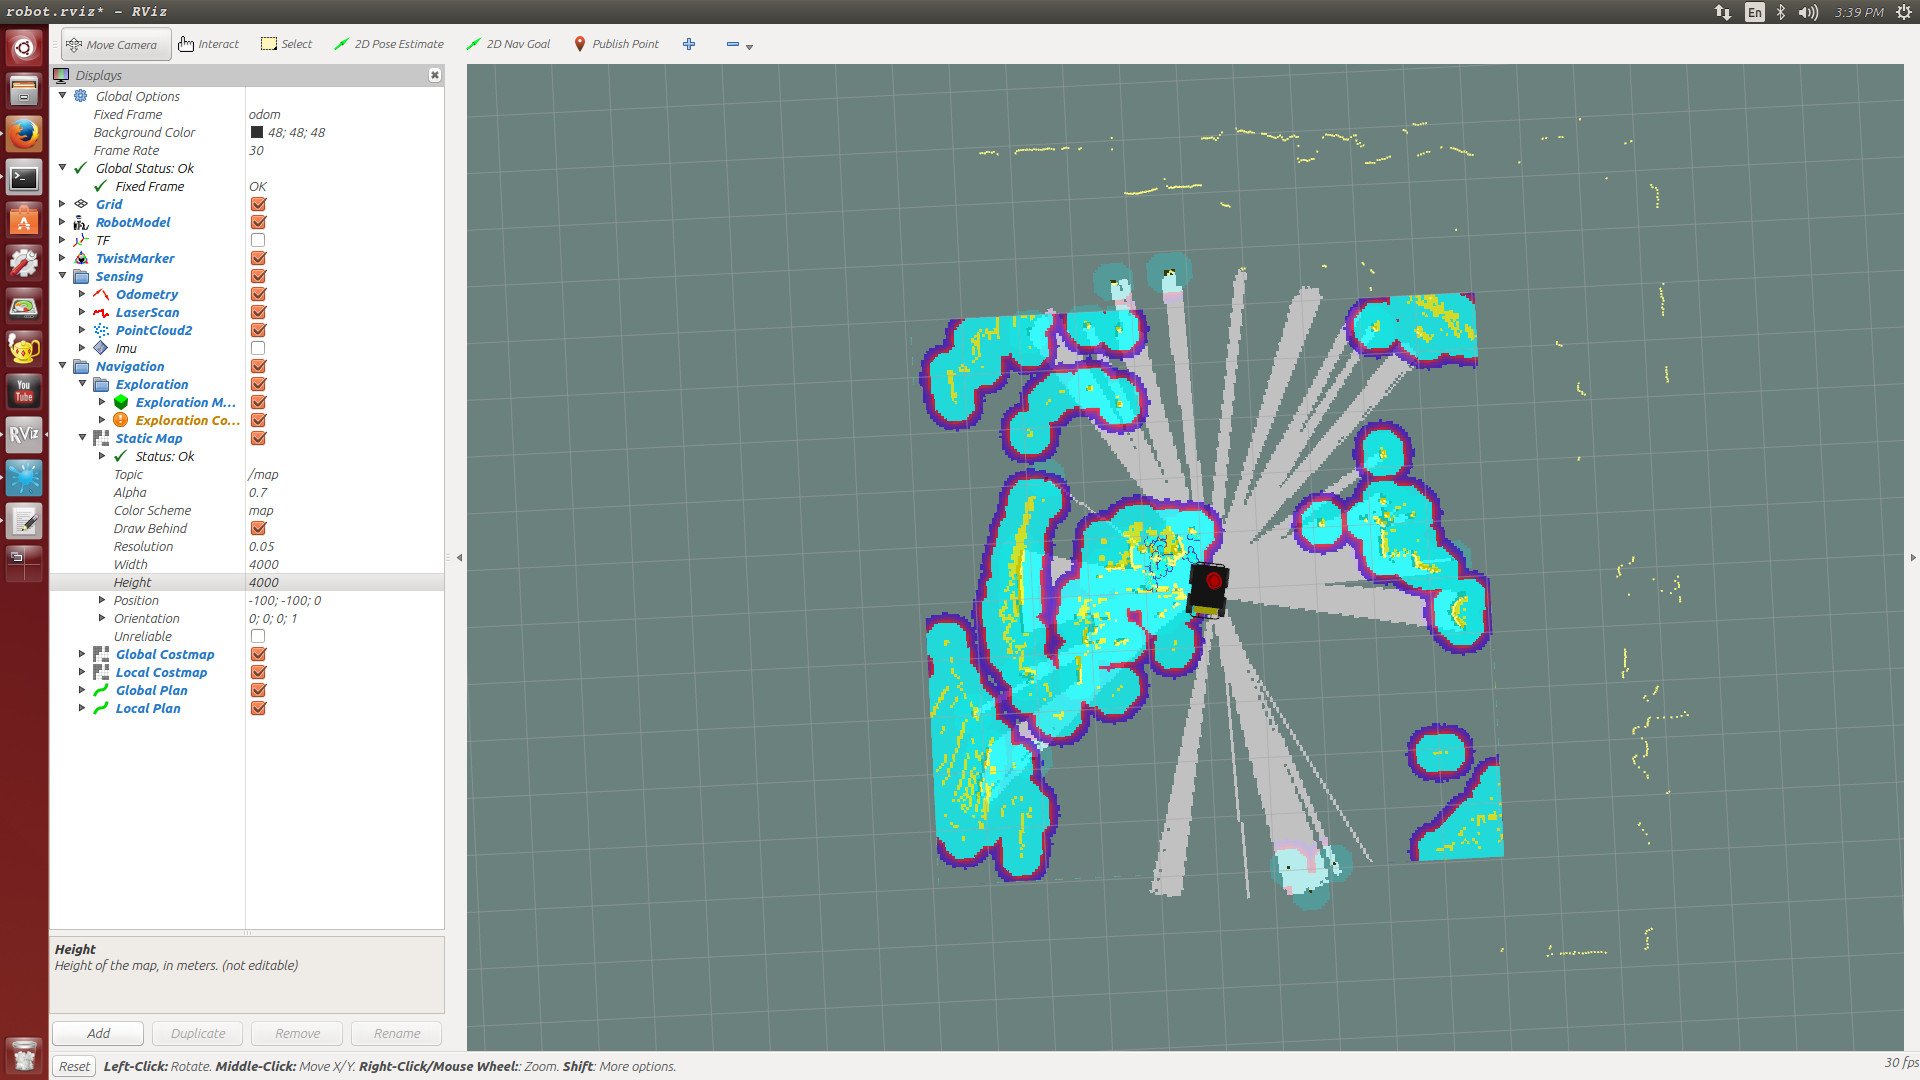 robot.rviz* - RViz
En
3:39 PM
Move Camera
Interact
Select
2D Pose Estimate
2D Nav Goal
Publish Point
Displays
Global Options
Fixed Frame odom
Background Color 48; 48; 48
Frame Rate 30
Global Status: Ok
Fixed Frame OK
Grid
RobotModel
TF
TwistMarker
Sensing
Odometry
LaserScan
PointCloud2
Imu
Navigation
Exploration
Exploration M...
Exploration Co...
Static Map
Status: Ok
Topic /map
Alpha 0.7
Color Scheme map
Draw Behind
Resolution 0.05
Width 4000
Height 4000
Position -100; -100; 0
Orientation 0; 0; 0; 1
Unreliable
Global Costmap
Local Costmap
Global Plan
Local Plan
You
Tube
RViz
Height
Height of the map, in meters. (not editable)
Add
Duplicate
Remove
Rename
Reset
Left-Click: Rotate. Middle-Click: Move X/Y. Right-Click/Mouse Wheel:: Zoom. Shift: More options.
30 fps